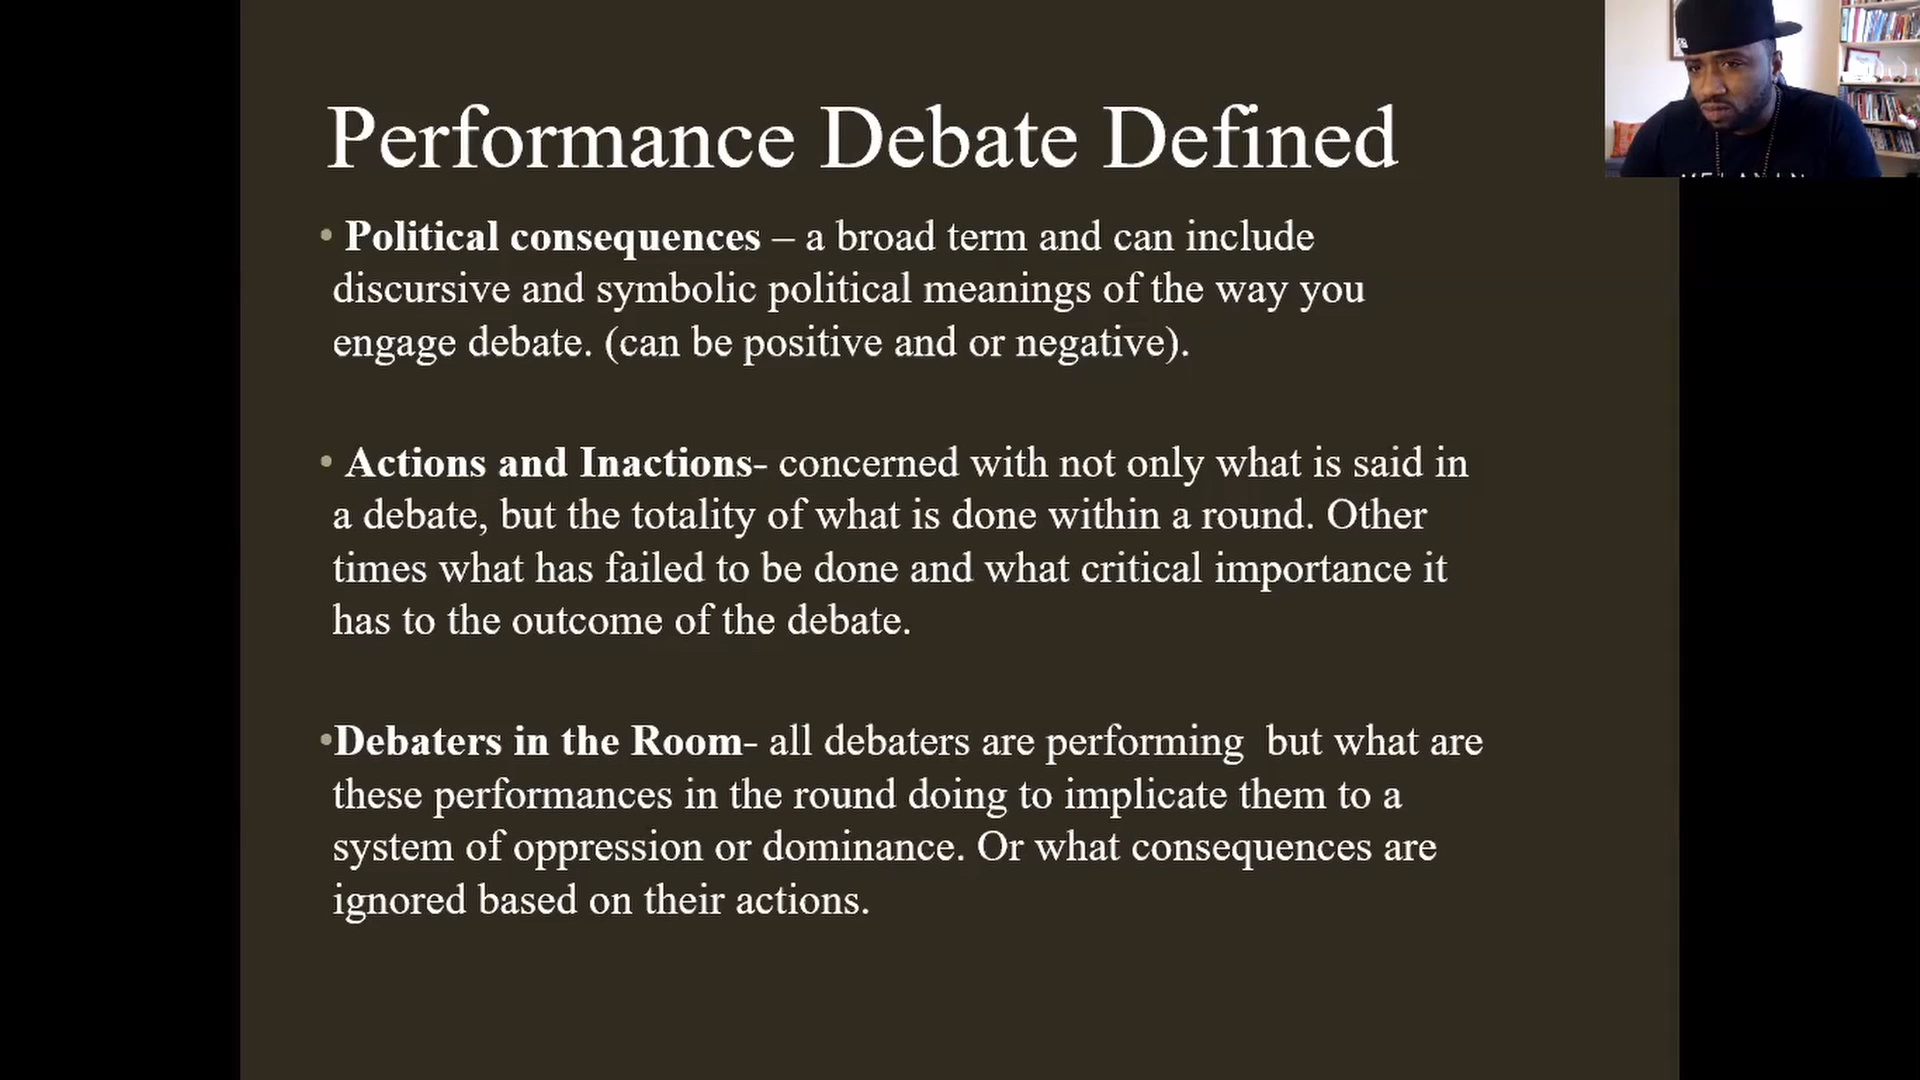 Performance Debate Defined
• Political consequences – a broad term and can include
discursive and symbolic political meanings of the way you
engage debate. (can be positive and or negative).
• Actions and Inactions- concerned with not only what is said in
a debate, but the totality of what is done within a round. Other
times what has failed to be done and what critical importance it
has to the outcome of the debate.
•Debaters in the Room- all debaters are performing  but what are
these performances in the round doing to implicate them to a
system of oppression or dominance. Or what consequences are
ignored based on their actions.